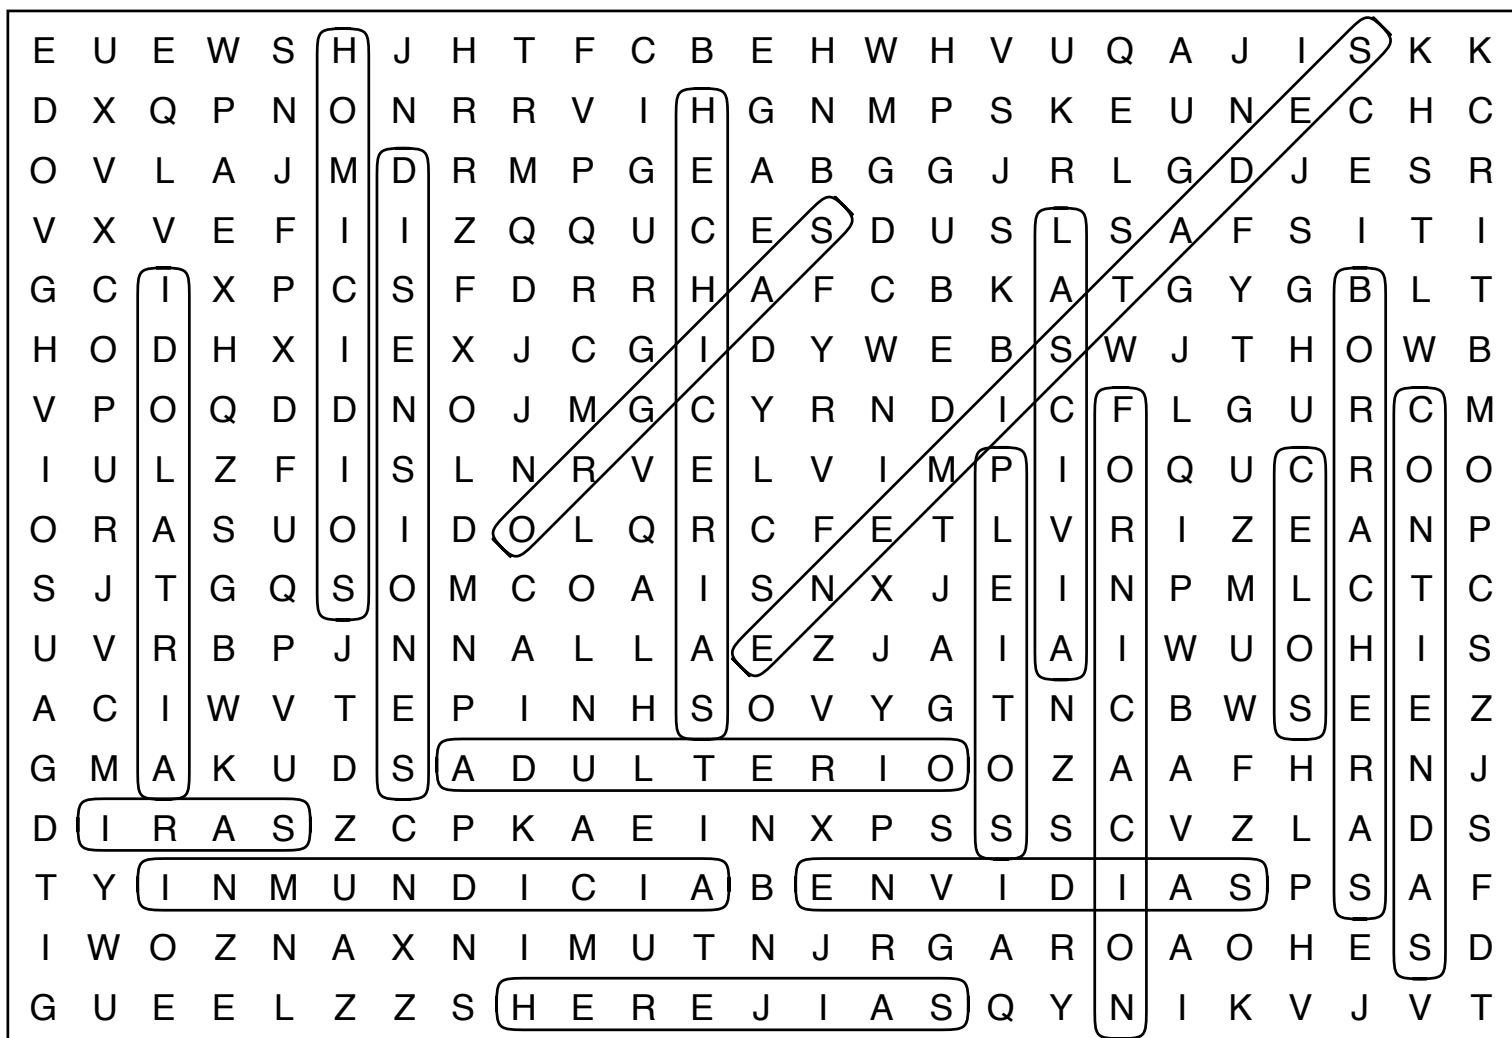 E U E W S H J H T F C B E H W H V U Q A J I S K K
D X Q P N O N R R V I H G N M P S K E U N E C H C
O V L A J M D R M P G E A B G G J R L G D J E S R
V X V E F I I Z Q Q U C E S D U S L S A F S I T I
G C I X P C S F D R R H A F C B K A T G Y G B L T
H O D H X I E X J C G I D Y W E B S W J T H O W B
V P O Q D D N O J M G C Y R N D I C F L G U R C M
I U L Z F I S L N R V E L V I M P I O Q U C R O O
O R A S U O I D O L Q R C F E T L V R I Z E A N P
S J T G Q S O M C O A I S N X J E I N P M L C T C
U V R B P J N N A L L A E Z J A I A I W U O H I S
A C I W V T E P I N H S O V Y G T N C B W S E E Z
G M A K U D S A D U L T E R I O O Z A A F H R N J
D I R A S Z C P K A E I N X P S S S C V Z L A D S
T Y I N M U N D I C I A B E N V I D I A S P S A F
I W O Z N A X N I M U T N J R G A R O A O H E S D
G U E E L Z Z S H E R E J I A S Q Y N I K V J V T